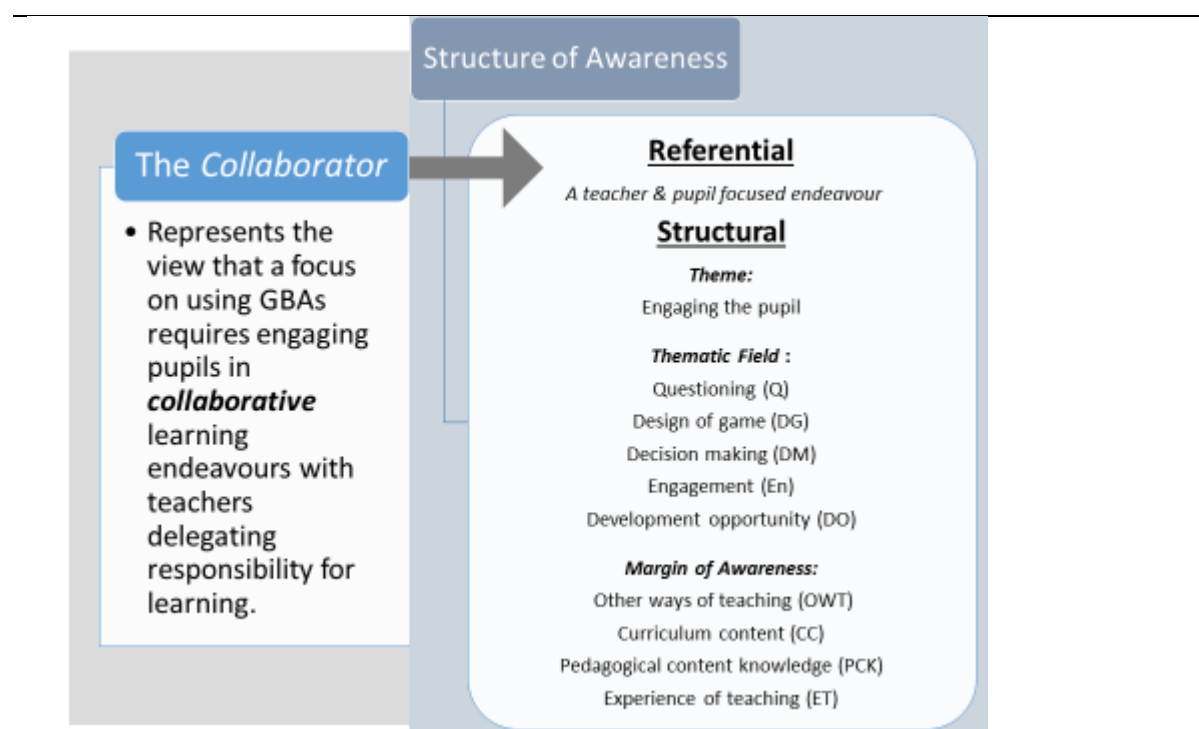 Structure of Awareness
The Collaborator
• Represents the
view that a focus
on using GBAs
requires engaging
pupils in
collaborative
learning
endeavours with
teachers
delegating
responsibility for
learning.
Referential
A teacher & pupil focused endeavour
Structural
Theme:
Engaging the pupil
Thematic Field :
Questioning (Q)
Design of game (DG)
Decision making (DM)
Engagement (En)
Development opportunity (DO)
Margin of Awareness:
Other ways of teaching (OWT)
Curriculum content (CC)
Pedagogical content knowledge (PCK)
Experience of teaching (ET)